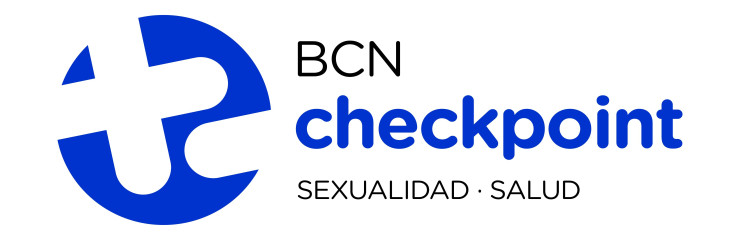 BCN
checkpoint
SEXUALIDAD · SALUD